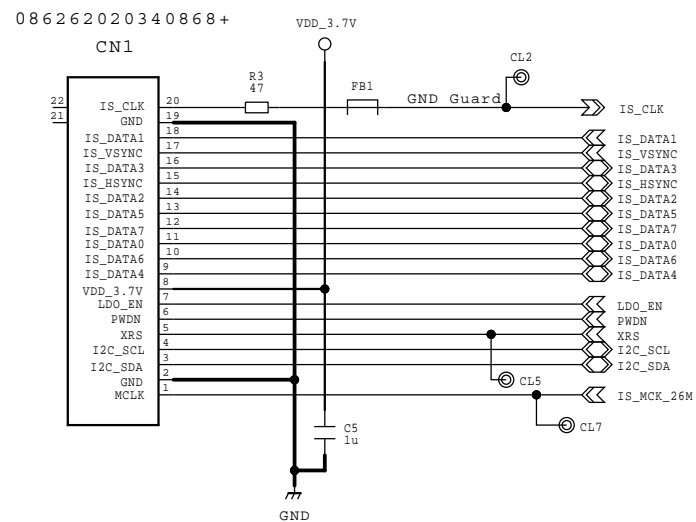 086262020340868+
VDD_3.7V
CN1
CL2
R3
47
FB1
GND Guard
22
21
IS_CLK 20 IS_CLK
GND 19
IS_DATA1 18 IS_DATA1
IS_VSYNC 17 IS_VSYNC
IS_DATA3 16 IS_DATA3
IS_HSYNC 15 IS_HSYNC
IS_DATA2 14 IS_DATA2
IS_DATA5 13 IS_DATA5
IS_DATA7 12 IS_DATA7
IS_DATA0 11 IS_DATA0
IS_DATA6 10 IS_DATA6
IS_DATA4 9 IS_DATA4
VDD_3.7V 8
LDO_EN 7 LDO_EN
PWDN 6 PWDN
XRS 5 XRS
I2C_SCL 4 I2C_SCL
I2C_SDA 3 I2C_SDA
GND 2
CL5
MCLK 1 IS_MCK_26M
CL7
C5
1u
GND